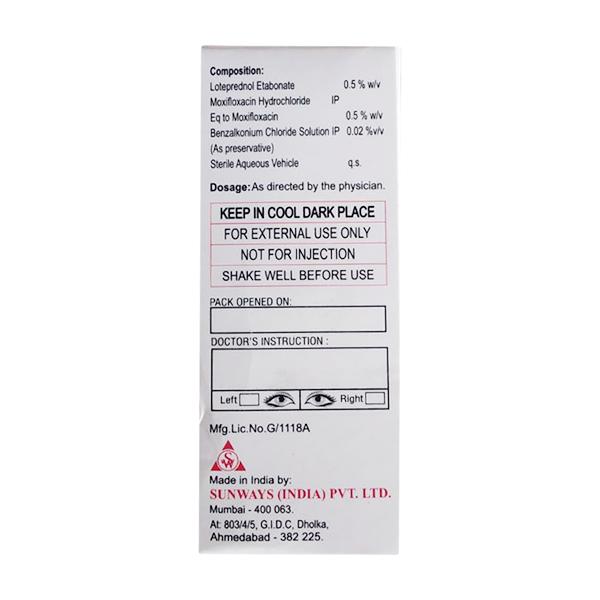 Composition:
Loteprednol Etabonate 0.5 % w/v
Moxifloxacin Hydrochloride IP
Eq to Moxifloxacin 0.5 % w/v
Benzalkonium Chloride Solution IP 0.02 %v/v
(As preservative)
Sterile Aqueous Vehicle q.s.
Dosage: As directed by the physician.
KEEP IN COOL DARK PLACE
FOR EXTERNAL USE ONLY
NOT FOR INJECTION
SHAKE WELL BEFORE USE
PACK OPENED ON:
DOCTOR'S INSTRUCTION :
Left Right
Mfg.Lic.No.G/1118A
SW
Made in India by:
SUNWAYS (INDIA) PVT. LTD.
Mumbai - 400 063.
At: 803/4/5, G.I.D.C, Dholka,
Ahmedabad - 382 225.